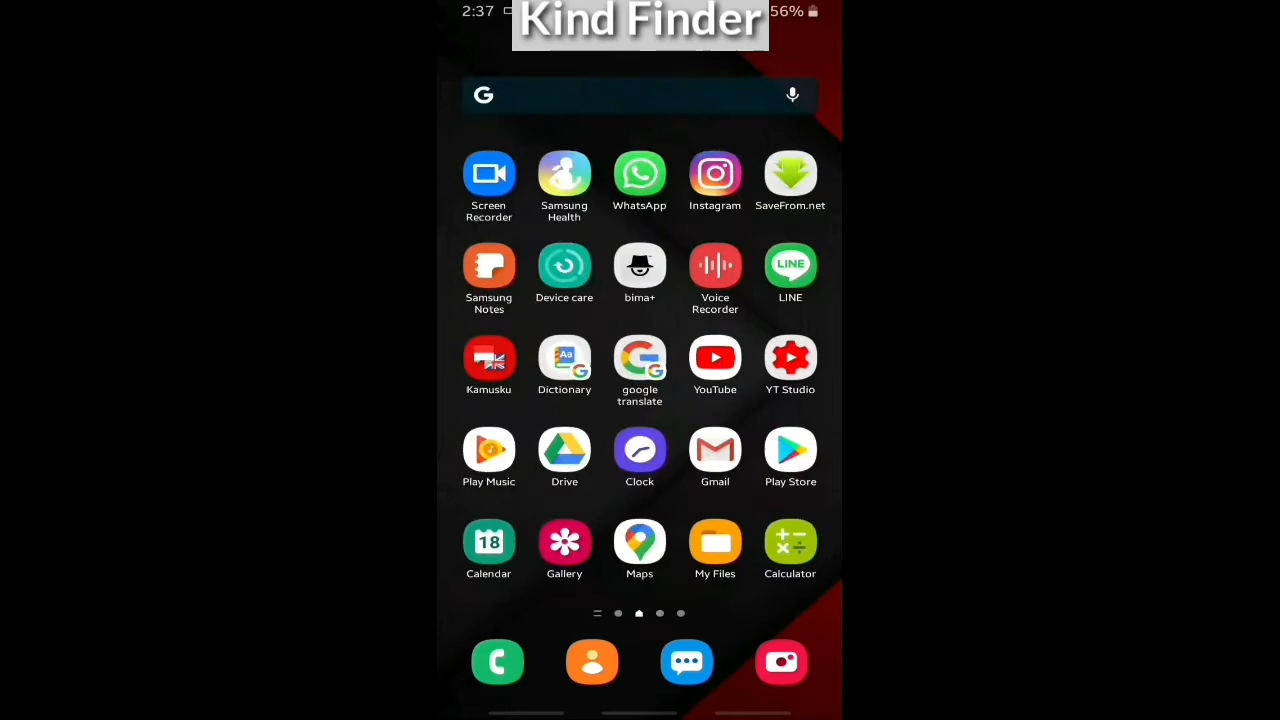 2:37
Kind Finder
56%
G
Screen
Recorder
Samsung
Health
WhatsApp
Instagram
SaveFrom.net
Samsung
Notes
Device care
bima+
Voice
Recorder
LINE
LINE
Kamusku
Aa
G
Dictionary
G
G
google
translate
YouTube
YT Studio
Play Music
Drive
Clock
Gmail
Play Store
18
Calendar
Gallery
Maps
My Files
Calculator